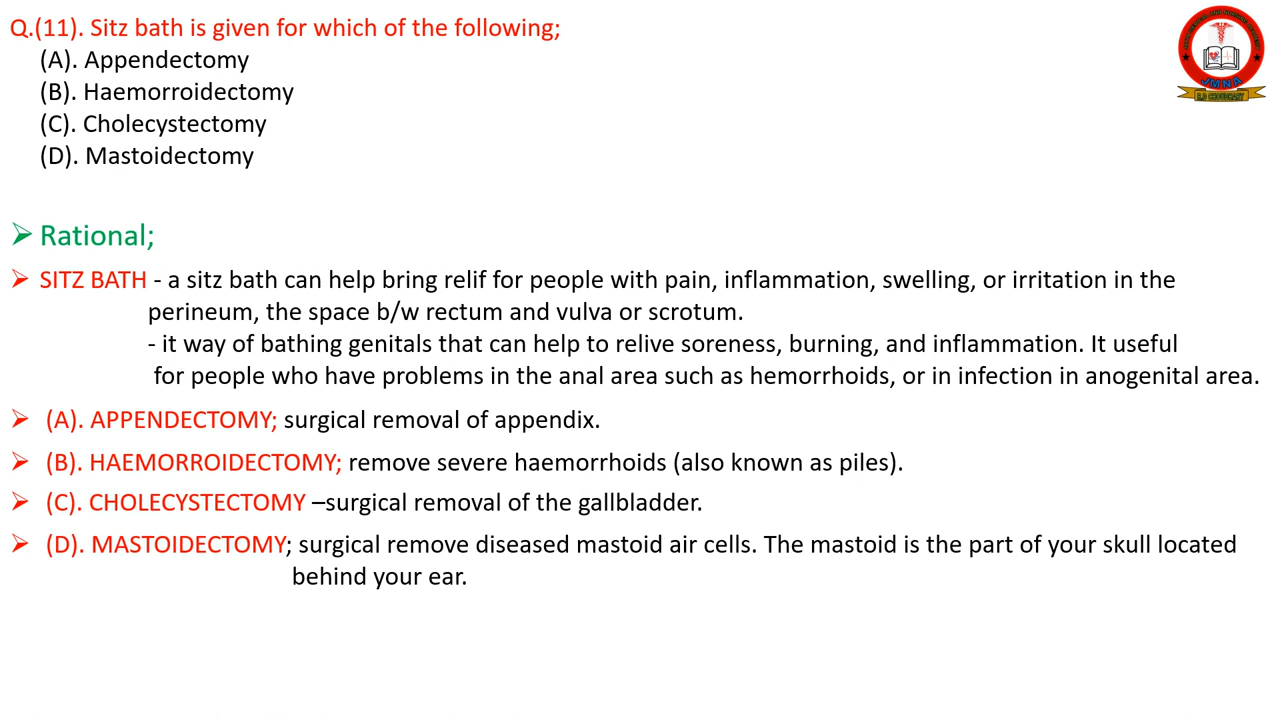 Q.(11). Sitz bath is given for which of the following;
(A). Appendectomy
(B). Haemorroidectomy
(C). Cholecystectomy
(D). Mastoidectomy
JMNA
➢ Rational;
➢ SITZ BATH - a sitz bath can help bring relif for people with pain, inflammation, swelling, or irritation in the
perineum, the space b/w rectum and vulva or scrotum.
- it way of bathing genitals that can help to relive soreness, burning, and inflammation. It useful
for people who have problems in the anal area such as hemorrhoids, or in infection in anogenital area.
➢ (A). APPENDECTOMY; surgical removal of appendix.
➢ (B). HAEMORROIDECTOMY; remove severe haemorrhoids (also known as piles).
➢ (C). CHOLECYSTECTOMY –surgical removal of the gallbladder.
➢ (D). MASTOIDECTOMY; surgical remove diseased mastoid air cells. The mastoid is the part of your skull located
behind your ear.